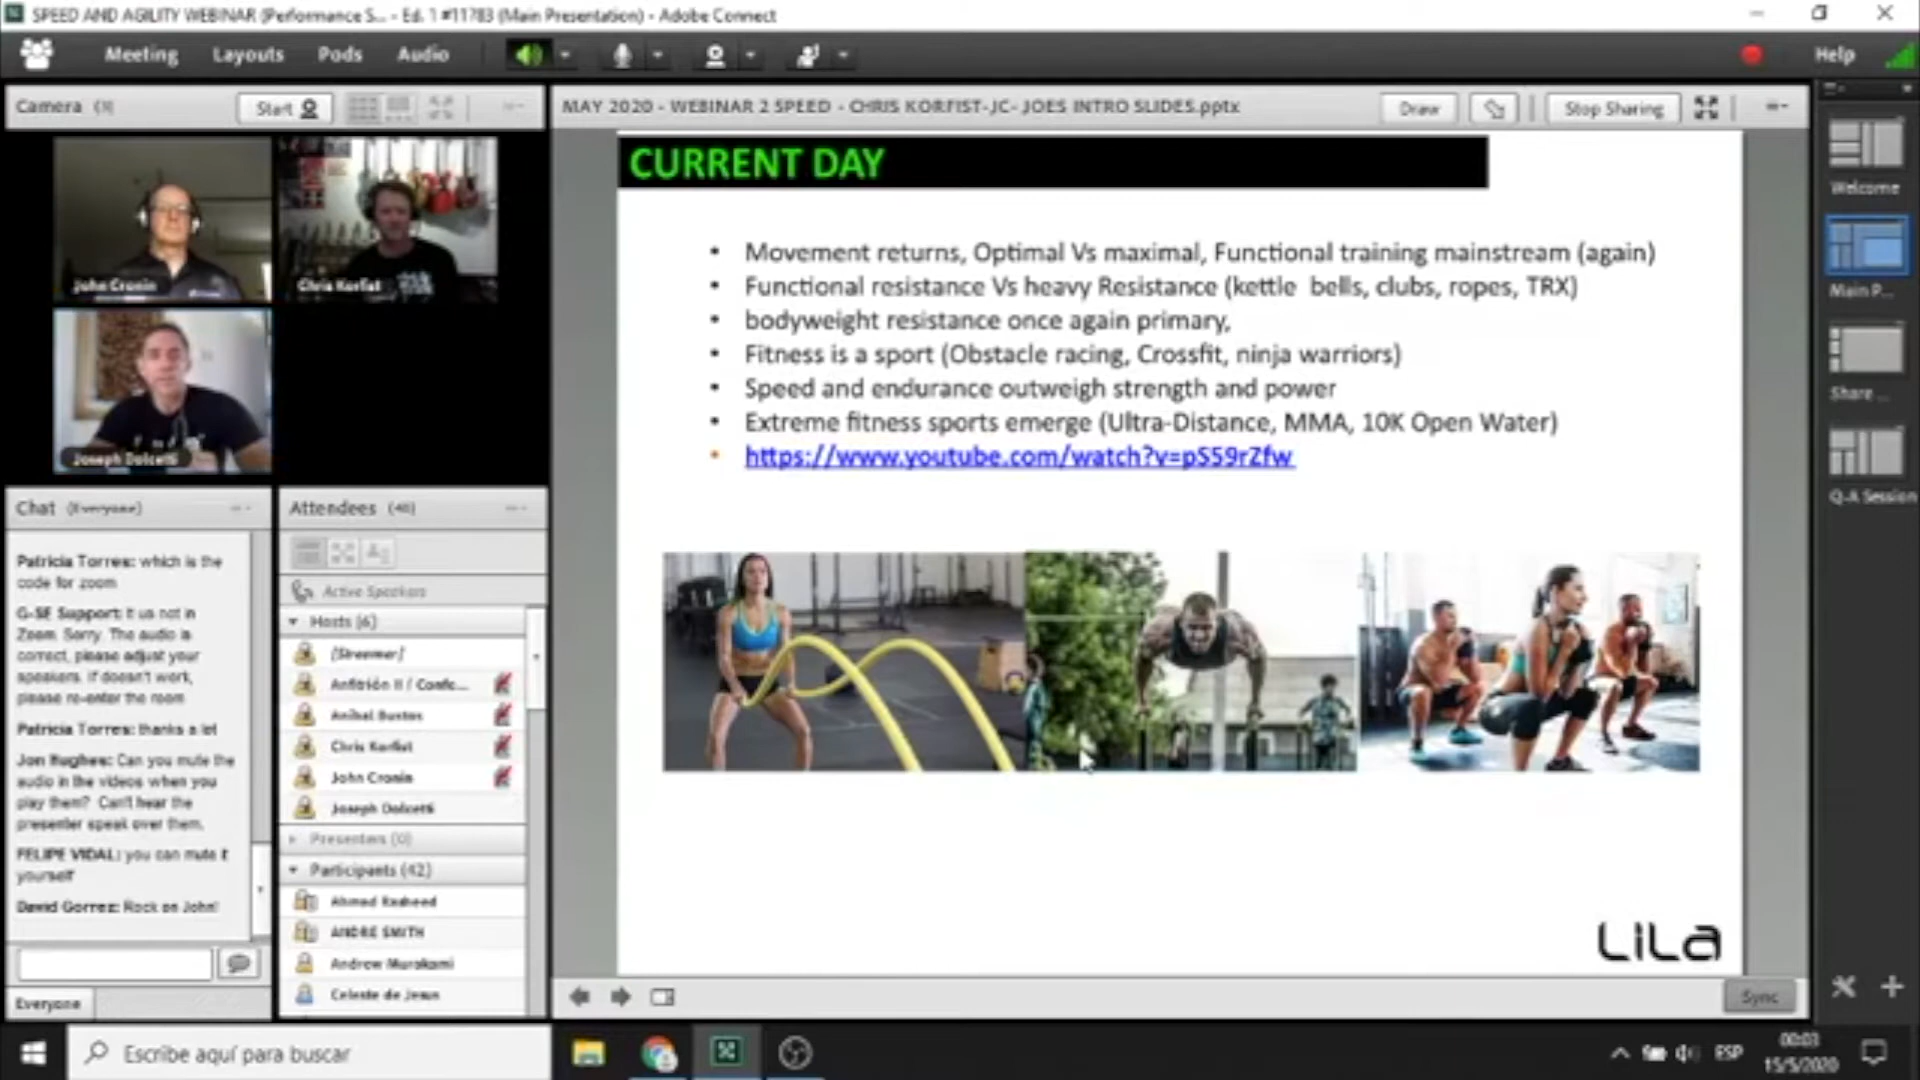 SPEED AND AGILITY WEBINAR (Performance S... - Ed. 1 #11783 (Main Presentation) - Adobe Connect
Meeting Layouts Pods Audio Help
Camera (3) Start
MAY 2020 - WEBINAR 2 SPEED - CHRIS KORFIST-JC- JOES INTRO SLIDES.pptx Draw Stop Sharing
John Cronin
Chris Korfist
Joseph Dolcetti
CURRENT DAY
• Movement returns, Optimal Vs maximal, Functional training mainstream (again)
• Functional resistance Vs heavy Resistance (kettle bells, clubs, ropes, TRX)
• bodyweight resistance once again primary,
• Fitness is a sport (Obstacle racing, Crossfit, ninja warriors)
• Speed and endurance outweigh strength and power
• Extreme fitness sports emerge (Ultra-Distance, MMA, 10K Open Water)
• https://www.youtube.com/watch?v=pS59rZfw
LiLa
Sync
Welcome
Main P...
Share ...
Q-A Session
Chat (Everyone)
Patricia Torres: which is the
code for zoom
G-SE Support: It us not in
Zoom. Sorry. The audio is
correct, please adjust your
speakers. If doesn't work,
please re-enter the room
Patricia Torres: thanks a lot
Jon Hughes: Can you mute the
audio in the videos when you
play them? Can't hear the
presenter speak over them.
FELIPE VIDAL: you can mute it
yourself
David Gorrez: Rock on John!
Everyone
Attendees (48)
Active Speakers
Hosts (6)
[Streamer]
Anfitrión II / Confe...
Anibal Bustos
Chris Korfist
John Cronin
Joseph Dolcetti
Presenters (0)
Participants (42)
Ahmed Rasheed
ANDRE SMITH
Andrew Murakami
Celeste de Jesus
Escribe aquí para buscar
ESP
00:03
15/5/2020